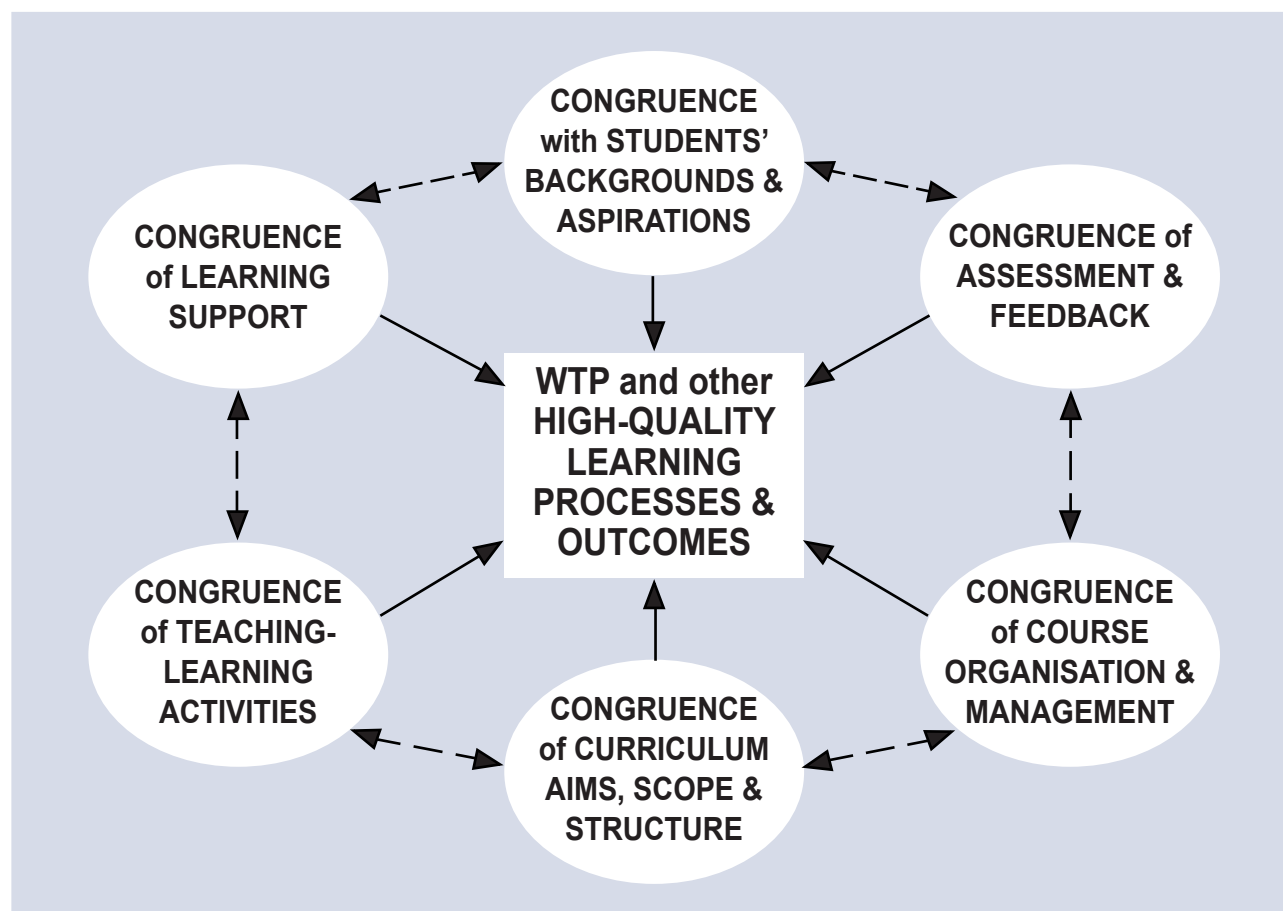 CONGRUENCE
with STUDENTS’
BACKGROUNDS &
ASPIRATIONS
CONGRUENCE
of LEARNING
SUPPORT
CONGRUENCE of
ASSESSMENT &
FEEDBACK
WTP and other
HIGH-QUALITY
LEARNING
PROCESSES &
OUTCOMES
CONGRUENCE
of TEACHING-
LEARNING
ACTIVITIES
CONGRUENCE
of COURSE
ORGANISATION &
MANAGEMENT
CONGRUENCE
of CURRICULUM
AIMS, SCOPE &
STRUCTURE